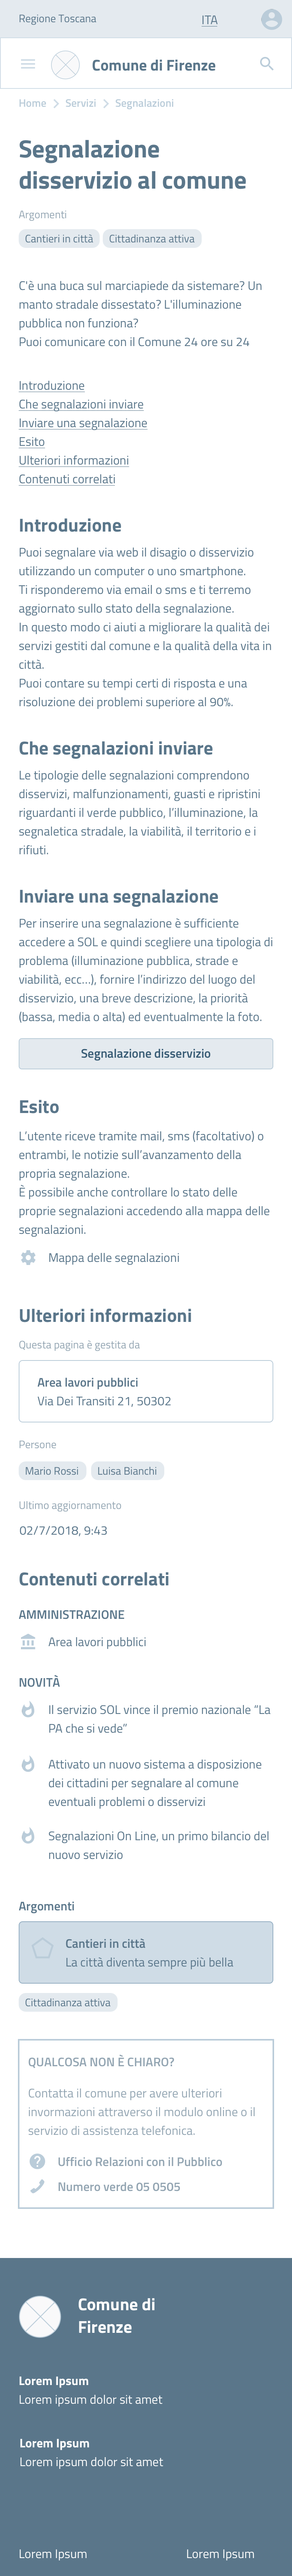 Regione Toscana ITA
Comune di Firenze
Home Servizi Segnalazioni
Segnalazione
disservizio al comune
Argomenti
Cantieri in città Cittadinanza attiva
C'è una buca sul marciapiede da sistemare? Un
manto stradale dissestato? L'illuminazione
pubblica non funziona?
Puoi comunicare con il Comune 24 ore su 24
Introduzione
Che segnalazioni inviare
Inviare una segnalazione
Esito
Ulteriori informazioni
Contenuti correlati
Introduzione
Puoi segnalare via web il disagio o disservizio
utilizzando un computer o uno smartphone.
Ti risponderemo via email o sms e ti terremo
aggiornato sullo stato della segnalazione.
In questo modo ci aiuti a migliorare la qualità dei
servizi gestiti dal comune e la qualità della vita in
città.
Puoi contare su tempi certi di risposta e una
risoluzione dei problemi superiore al 90%.
Che segnalazioni inviare
Le tipologie delle segnalazioni comprendono
disservizi, malfunzionamenti, guasti e ripristini
riguardanti il verde pubblico, l'illuminazione, la
segnaletica stradale, la viabilità, il territorio e i
rifiuti.
Inviare una segnalazione
Per inserire una segnalazione è sufficiente
accedere a SOL e quindi scegliere una tipologia di
problema (illuminazione pubblica, strade e
viabilità, ecc...), fornire l'indirizzo del luogo del
disservizio, una breve descrizione, la priorità
(bassa, media o alta) ed eventualmente la foto.
Segnalazione disservizio
Esito
L'utente riceve tramite mail, sms (facoltativo) o
entrambi, le notizie sull'avanzamento della
propria segnalazione.
È possibile anche controllare lo stato delle
proprie segnalazioni accedendo alla mappa delle
segnalazioni.
Mappa delle segnalazioni
Ulteriori informazioni
Questa pagina è gestita da
Area lavori pubblici
Via Dei Transiti 21, 50302
Persone
Mario Rossi Luisa Bianchi
Ultimo aggiornamento
02/7/2018, 9:43
Contenuti correlati
AMMINISTRAZIONE
Area lavori pubblici
NOVITÀ
Il servizio SOL vince il premio nazionale “La
PA che si vede”
Attivato un nuovo sistema a disposizione
dei cittadini per segnalare al comune
eventuali problemi o disservizi
Segnalazioni On Line, un primo bilancio del
nuovo servizio
Argomenti
Cantieri in città
La città diventa sempre più bella
Cittadinanza attiva
QUALCOSA NON È CHIARO?
Contatta il comune per avere ulteriori
invormazioni attraverso il modulo online o il
servizio di assistenza telefonica.
Ufficio Relazioni con il Pubblico
Numero verde 05 0505
Comune di
Firenze
Lorem Ipsum
Lorem ipsum dolor sit amet
Lorem Ipsum
Lorem ipsum dolor sit amet
Lorem Ipsum Lorem Ipsum